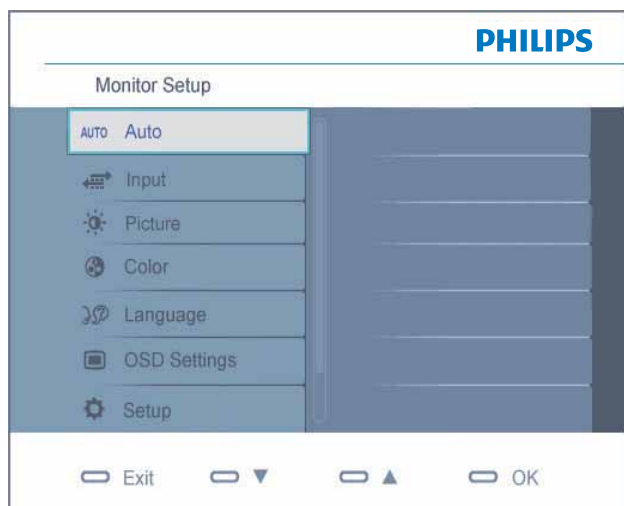 PHILIPS
Monitor Setup
AUTO Auto
Input
Picture
Color
Language
OSD Settings
Setup
Exit ▼ ▲ OK